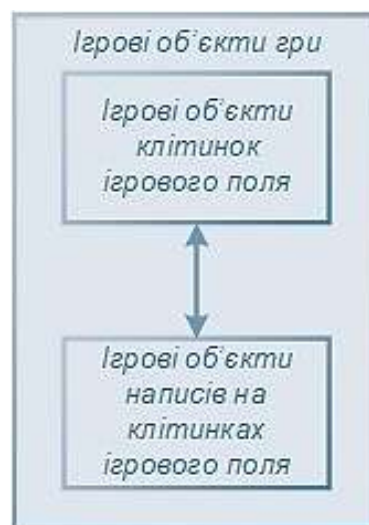 Ігрові об'єкти гри
Ігрові об'єкти
клітинок
ігрового поля
Ігрові об'єкти
написів на
клітинках
ігрового поля